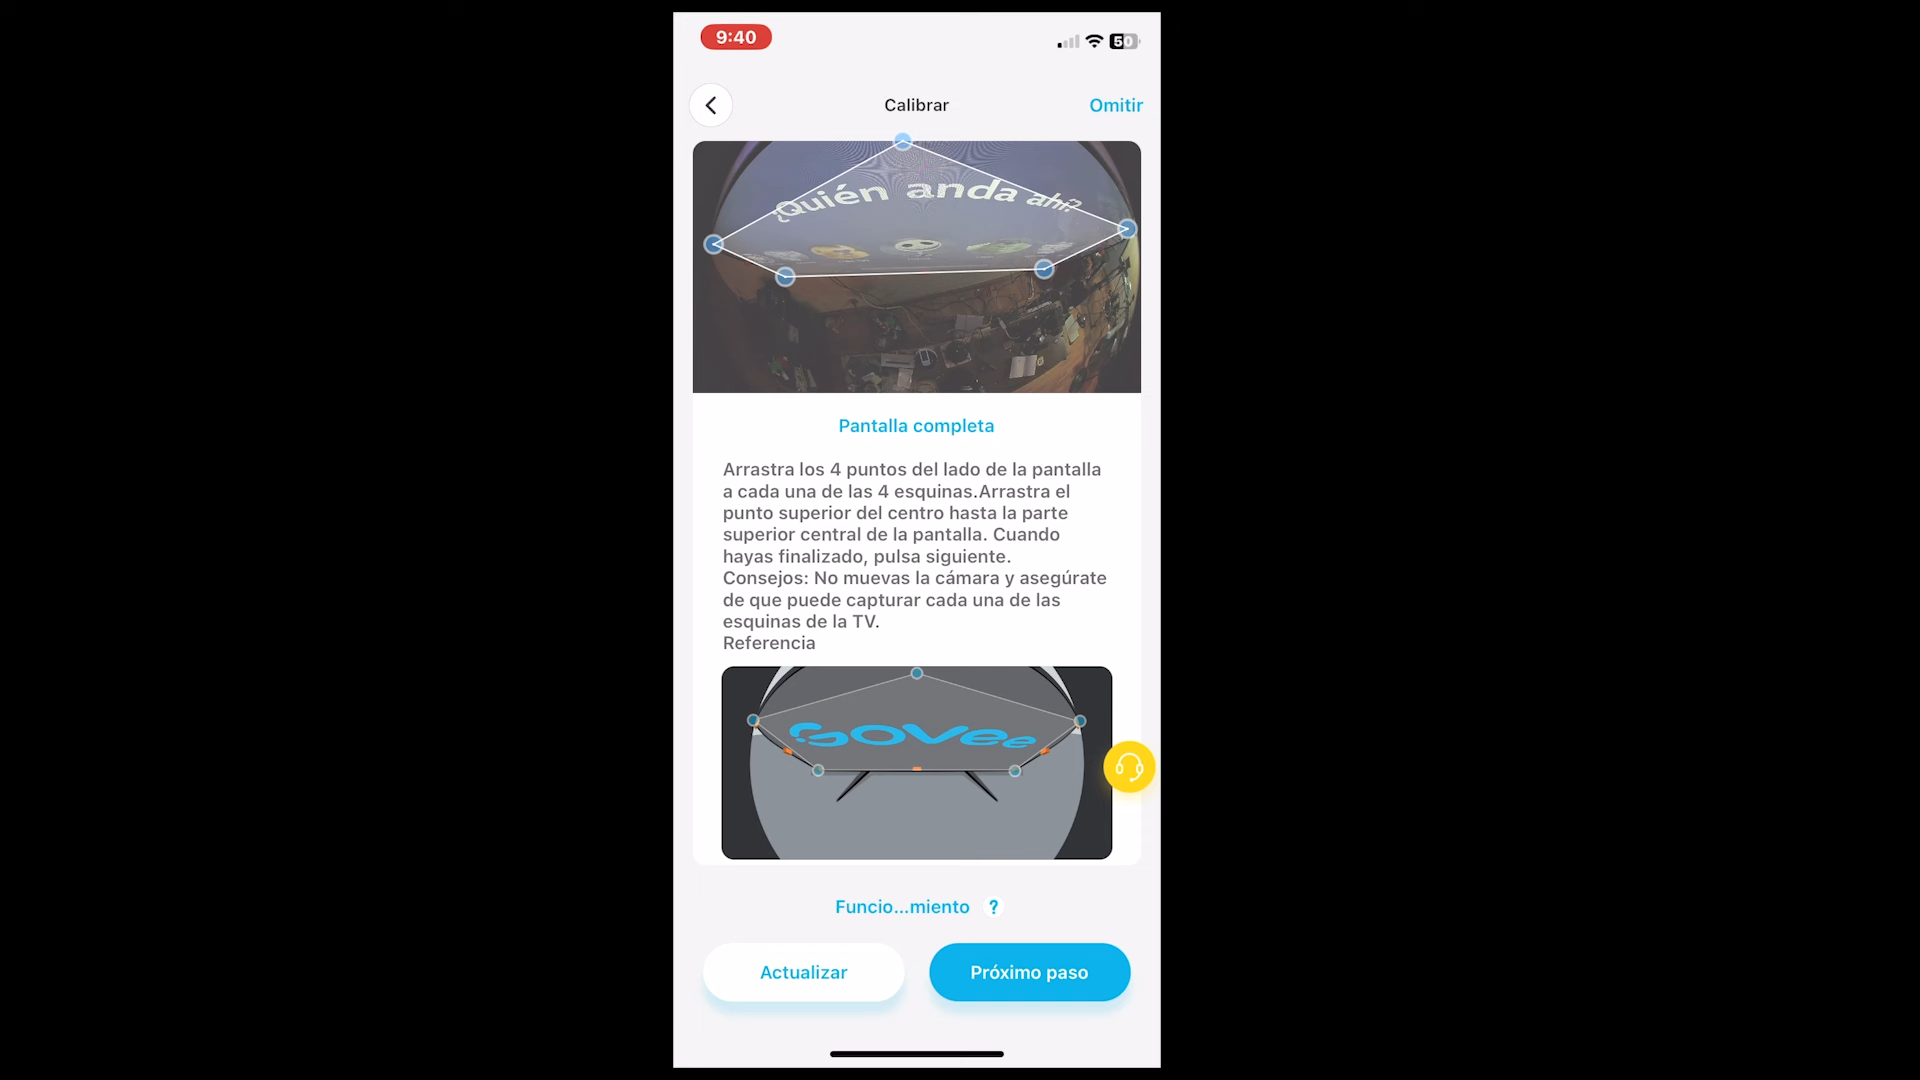 9:40
50
Calibrar
Omitir
¿Quién anda ahí?
Pantalla completa
Arrastra los 4 puntos del lado de la pantalla
a cada una de las 4 esquinas.Arrastra el
punto superior del centro hasta la parte
superior central de la pantalla. Cuando
hayas finalizado, pulsa siguiente.
Consejos: No muevas la cámara y asegúrate
de que puede capturar cada una de las
esquinas de la TV.
Referencia
Govee
Funcio...miento ?
Actualizar
Próximo paso